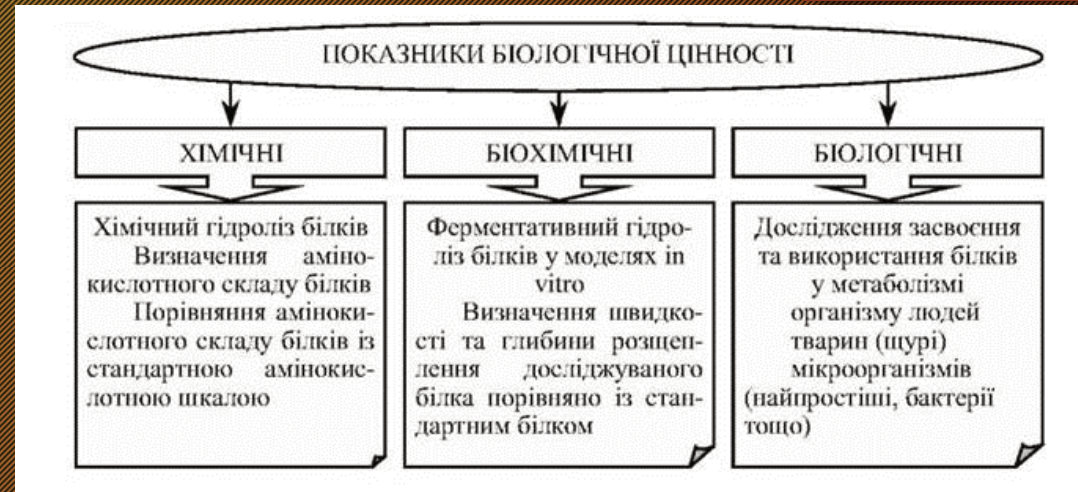 ПОКАЗНИКИ БІОЛОГІЧНОЇ ЦІННОСТІ
ХІМІЧНІ
Хімічний гідроліз білків
Визначення аміно-
кислотного складу білків
Порівняння амінoки-
слотного складу білків із
стандартною амінокис-
лотною шкалою
БІОХІМІЧНІ
Ферментативний гідро-
ліз білків у моделях in
vitro
Визначення швидко-
сті та глибини розщеп-
лення досліджуваного
білка порівняно із стан-
дартним білком
БІОЛОГІЧНІ
Дослідження засвоєння
та використання білків
у метаболізмі
організму людей
тварин (щурі)
мікроорганізмів
(найпростіші, бактерії
тощо)